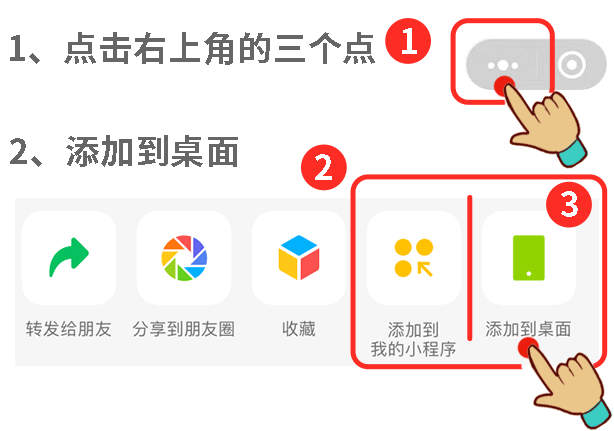 1、点击右上角的三个点
1
2、添加到桌面
2
3
转发给朋友
分享到朋友圈
收藏
添加到
我的小程序
添加到桌面